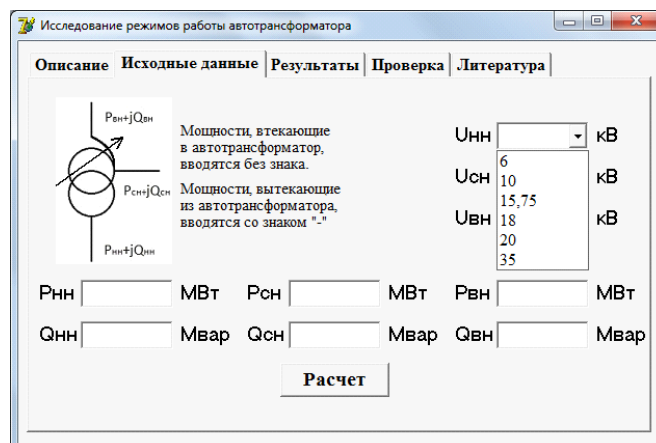 Исследование режимов работы автотрансформатора
Описание Исходные данные Результаты Проверка Литература
Pвн+jQвн
Pсн+jQсн
Pнн+jQнн
Мощности, втекающие
в автотрансформатор,
вводятся без знака.
Мощности, вытекающие
из автотрансформатора,
вводятся со знаком "-"
Uнн кВ
Uсн кВ
Uвн кВ
6
10
15,75
18
20
35
Pнн МВт Pсн МВт Pвн МВт
Qнн Мвар Qсн Мвар Qвн Мвар
Расчет